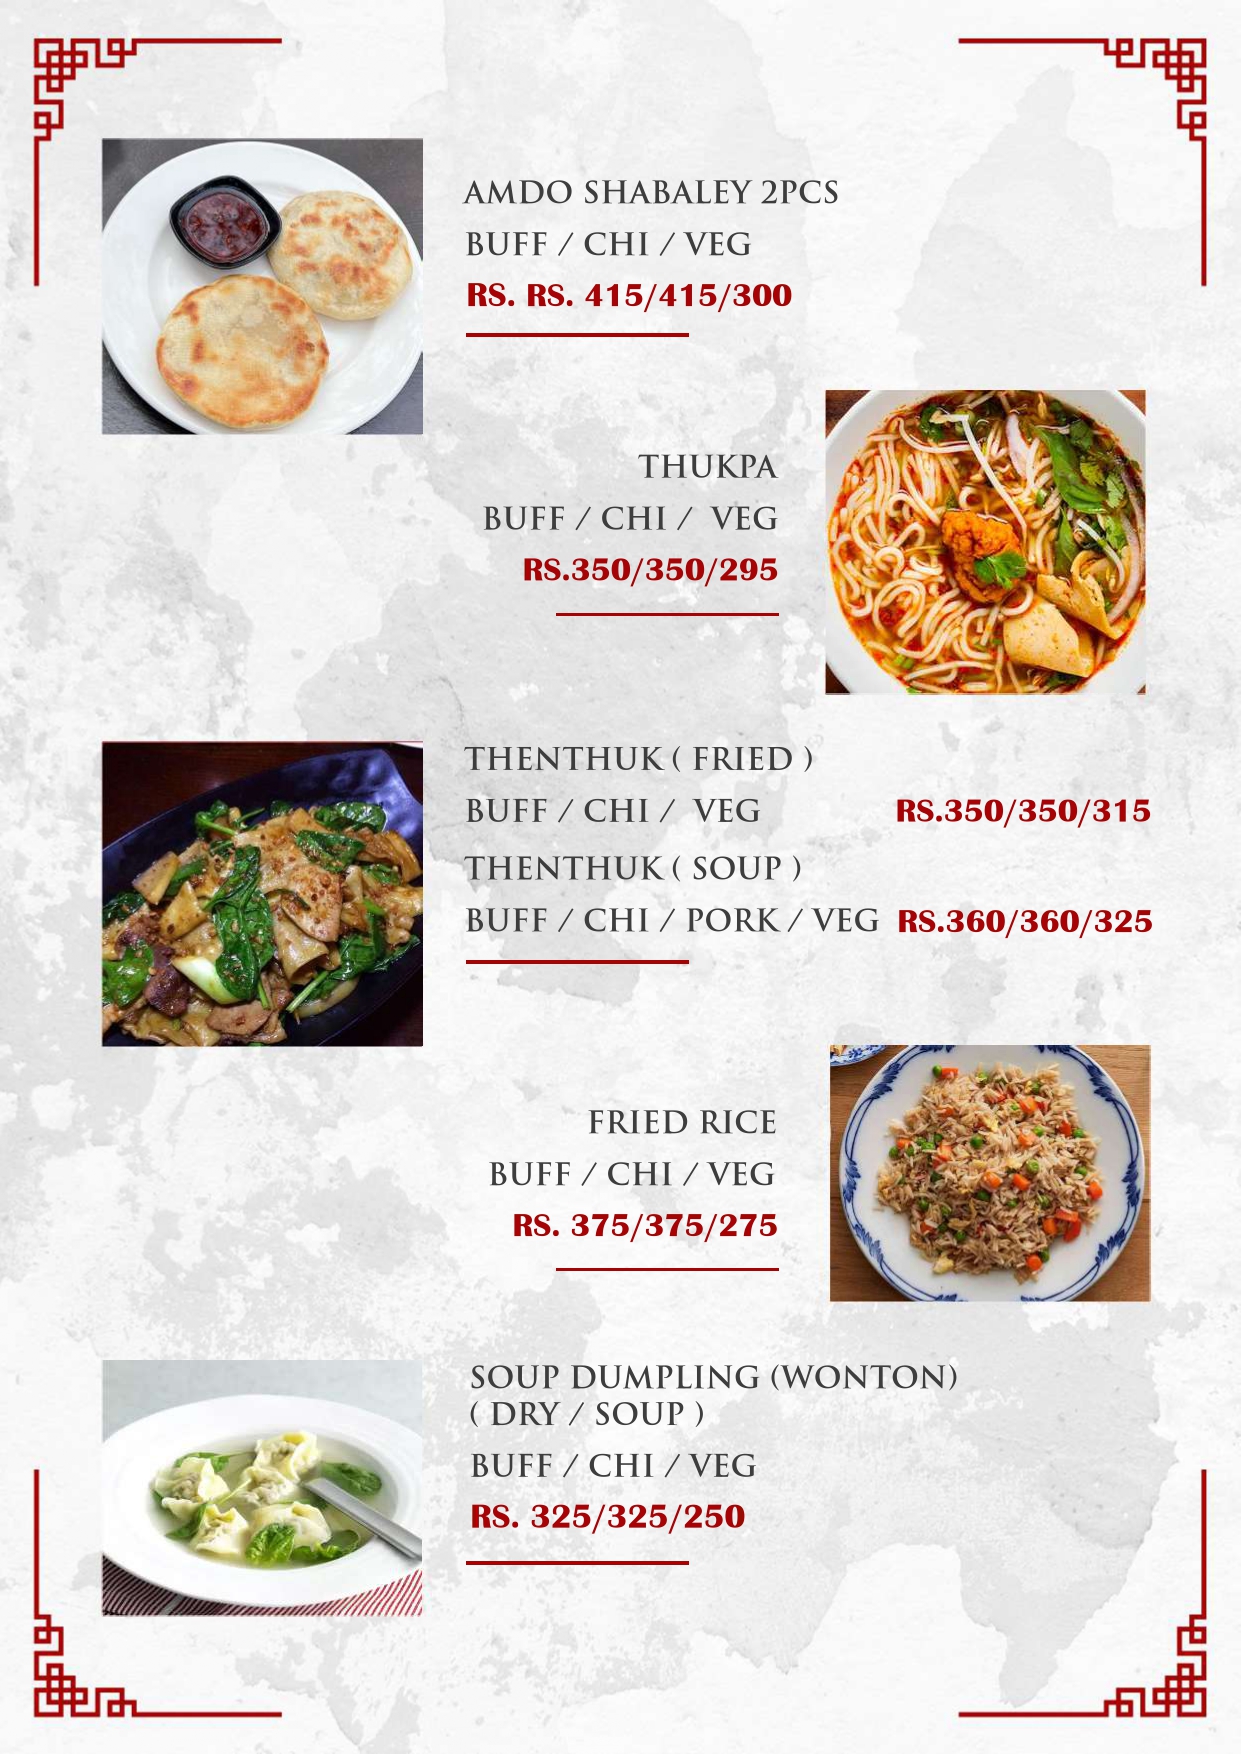 AMDO SHABALEY 2PCS
BUFF / CHI / VEG
RS. RS. 415/415/300
THUKPA
BUFF / CHI / VEG
RS.350/350/295
THENTHUK ( FRIED )
BUFF / CHI / VEG RS.350/350/315
THENTHUK ( SOUP )
BUFF / CHI / PORK / VEG RS.360/360/325
FRIED RICE
BUFF / CHI / VEG
RS. 375/375/275
SOUP DUMPLING (WONTON)
( DRY / SOUP )
BUFF / CHI / VEG
RS. 325/325/250